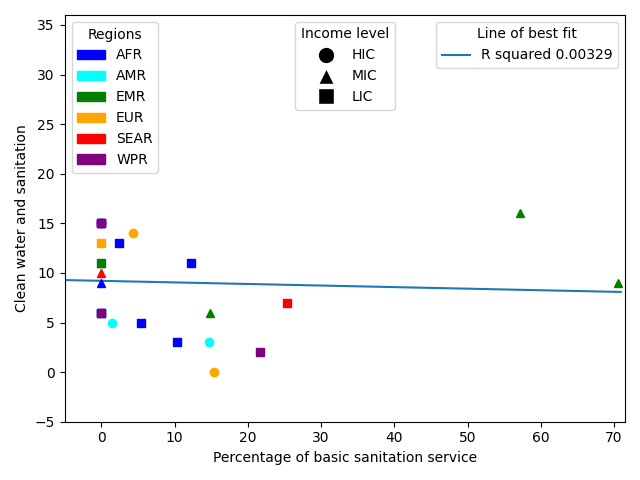 Regions
AFR
AMR
EMR
EUR
SEAR
WPR
Income level
HIC
MIC
LIC
Line of best fit
R squared 0.00329
Clean water and sanitation
35
30
25
20
15
10
5
0
−5
0 10 20 30 40 50 60 70
Percentage of basic sanitation service